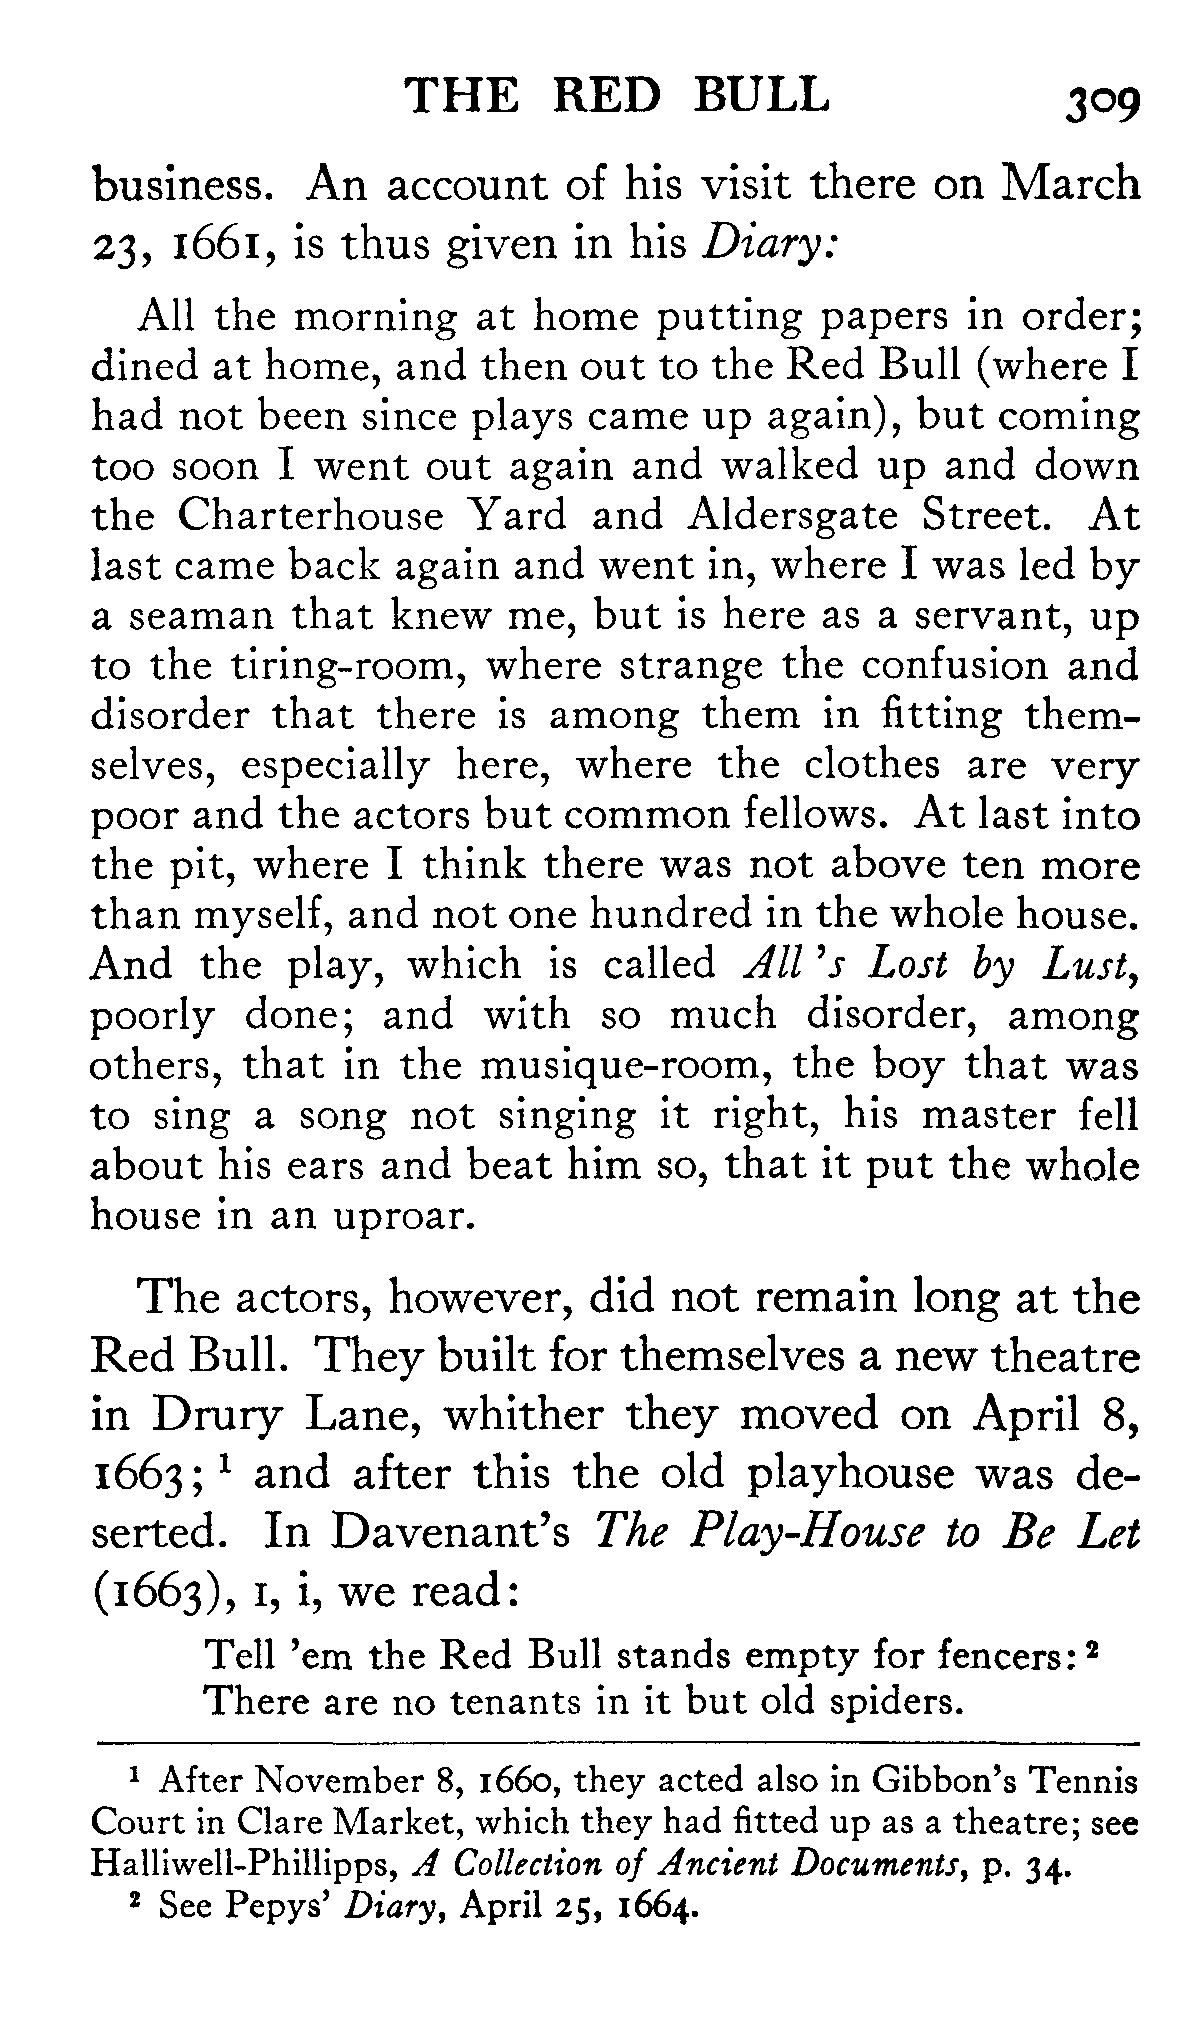 THE RED BULL 309
business. An account of his visit there on March
23, 1661, is thus given in his Diary:
All the morning at home putting papers in order;
dined at home, and then out to the Red Bull (where I
had not been since plays came up again), but coming
too soon I went out again and walked up and down
the Charterhouse Yard and Aldersgate Street. At
last came back again and went in, where I was led by
a seaman that knew me, but is here as a servant, up
to the tiring-room, where strange the confusion and
disorder that there is among them in fitting them-
selves, especially here, where the clothes are very
poor and the actors but common fellows. At last into
the pit, where I think there was not above ten more
than myself, and not one hundred in the whole house.
And the play, which is called All 's Lost by Lust,
poorly done; and with so much disorder, among
others, that in the musique-room, the boy that was
to sing a song not singing it right, his master fell
about his ears and beat him so, that it put the whole
house in an uproar.
The actors, however, did not remain long at the
Red Bull. They built for themselves a new theatre
in Drury Lane, whither they moved on April 8,
1663; ¹ and after this the old playhouse was de-
serted. In Davenant's The Play-House to Be Let
(1663), I, i, we read:
Tell 'em the Red Bull stands empty for fencers: ²
There are no tenants in it but old spiders.
¹ After November 8, 1660, they acted also in Gibbon's Tennis
Court in Clare Market, which they had fitted up as a theatre; see
Halliwell-Phillipps, A Collection of Ancient Documents, p. 34.
² See Pepys' Diary, April 25, 1664.